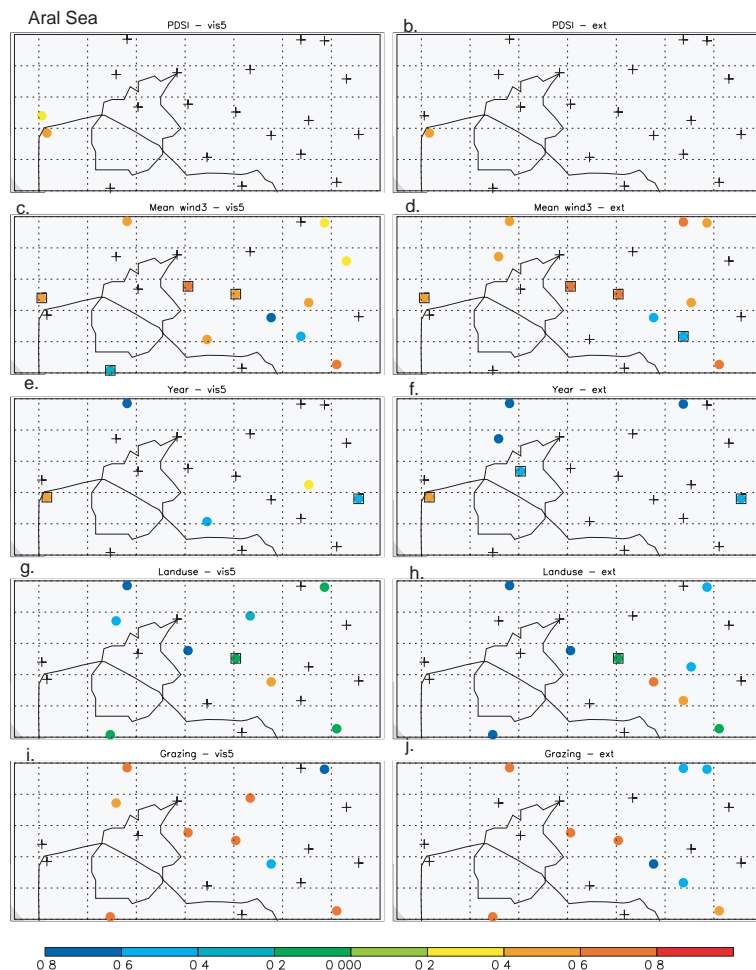 Aral Sea
PDSI – vis5
b.
PDSI – ext
c.
Mean wind3 – vis5
d.
Mean wind3 – ext
e.
Year – vis5
f.
Year – ext
g.
Landuse – vis5
h.
Landuse – ext
i.
Grazing – vis5
j.
Grazing – ext
0 8 0 6 0 4 0 2 0 000 0 2 0 4 0 6 0 8